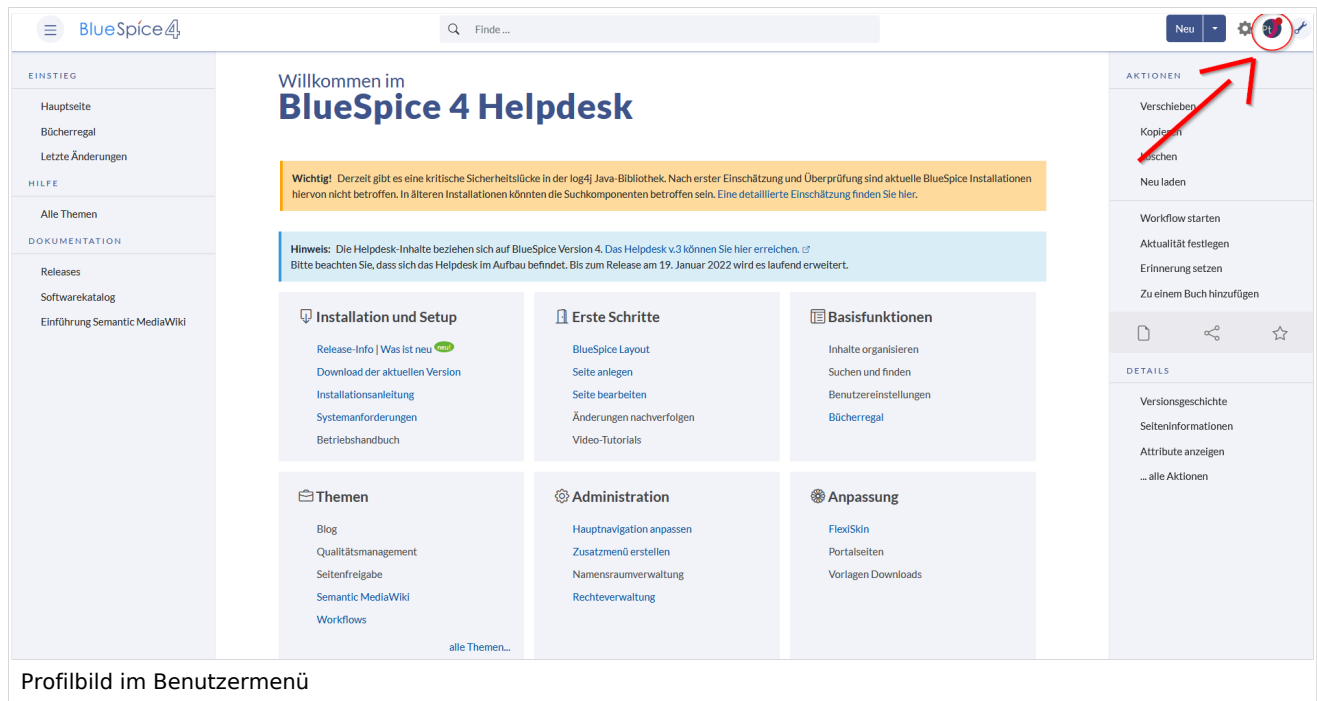 BlueSpice 4
Finde ...
Neu
Pt
EINSTIEG
Hauptseite
Bücherregal
Letzte Änderungen
HILFE
Alle Themen
DOKUMENTATION
Releases
Softwarekatalog
Einführung Semantic MediaWiki
Willkommen im
BlueSpice 4 Helpdesk
Wichtig! Derzeit gibt es eine kritische Sicherheitslücke in der log4j Java-Bibliothek. Nach erster Einschätzung und Überprüfung sind aktuelle BlueSpice Installationen
hiervon nicht betroffen. In älteren Installationen könnten die Suchkomponenten betroffen sein. Eine detaillierte Einschätzung finden Sie hier.
Hinweis: Die Helpdesk-Inhalte beziehen sich auf BlueSpice Version 4. Das Helpdesk v.3 können Sie hier erreichen.
Bitte beachten Sie, dass sich das Helpdesk im Aufbau befindet. Bis zum Release am 19. Januar 2022 wird es laufend erweitert.
Installation und Setup
Release-Info | Was ist neu neu!
Download der aktuellen Version
Installationsanleitung
Systemanforderungen
Betriebshandbuch
Erste Schritte
BlueSpice Layout
Seite anlegen
Seite bearbeiten
Änderungen nachverfolgen
Video-Tutorials
Basisfunktionen
Inhalte organisieren
Suchen und finden
Benutzereinstellungen
Bücherregal
Themen
Blog
Qualitätsmanagement
Seitenfreigabe
Semantic MediaWiki
Workflows
alle Themen...
Administration
Hauptnavigation anpassen
Zusatzmenü erstellen
Namensraumverwaltung
Rechteverwaltung
Anpassung
FlexiSkin
Portalseiten
Vorlagen Downloads
AKTIONEN
Verschieben
Kopieren
Löschen
Neu laden
Workflow starten
Aktualität festlegen
Erinnerung setzen
Zu einem Buch hinzufügen
DETAILS
Versionsgeschichte
Seiteninformationen
Attribute anzeigen
... alle Aktionen
Profilbild im Benutzermenü